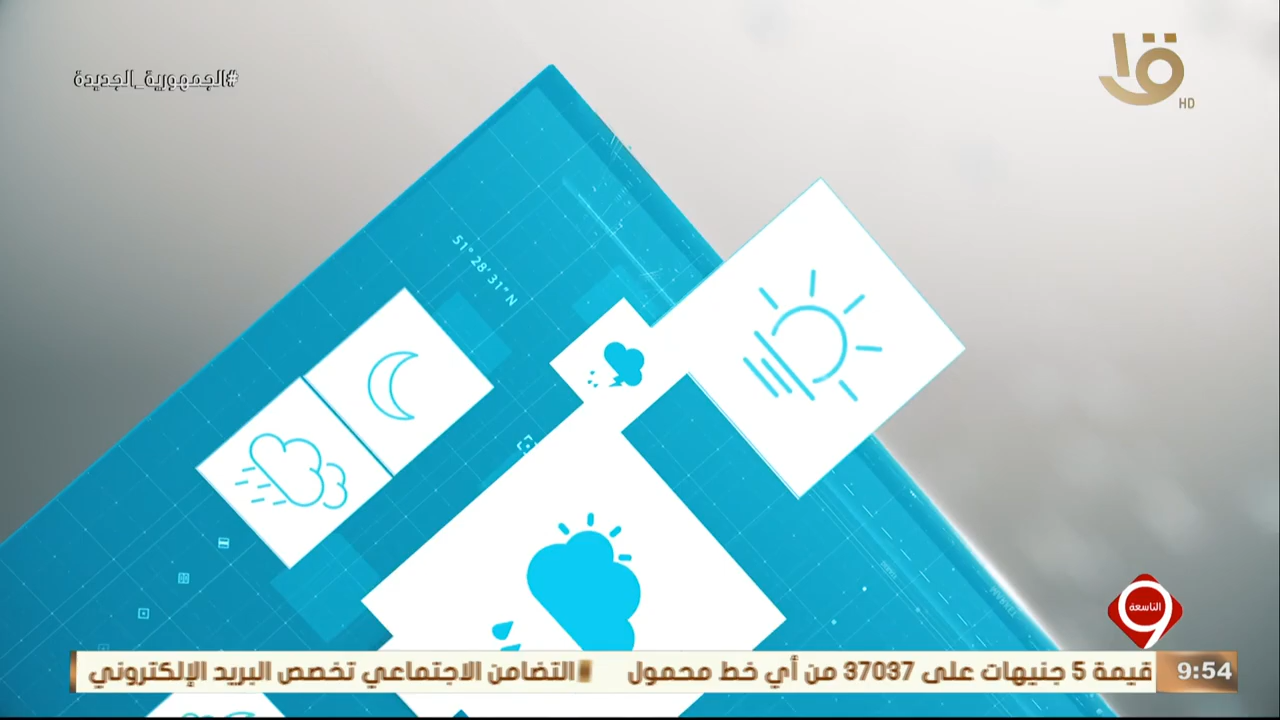 #الجمهورية_الجديدة
HD
51° 28' 31" N
التاسعة
9
9:54
قيمة 5 جنيهات على 37037 من أي خط محمول التضامن الاجتماعي تخصص البريد الإلكتروني